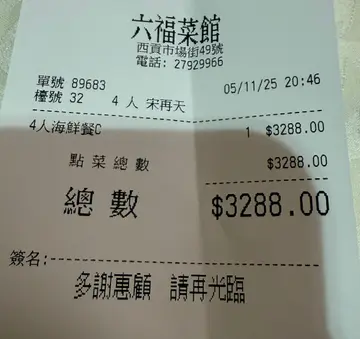 六福菜館
西貢市場街49號
電話: 27929966
單號 89683 05/11/25 20:46
檯號 32 4 人 宋再天
4人海鮮餐C 1 $3288.00
點菜總數 $3288.00
總數 $3288.00
簽名:
多謝惠顧 請再光臨